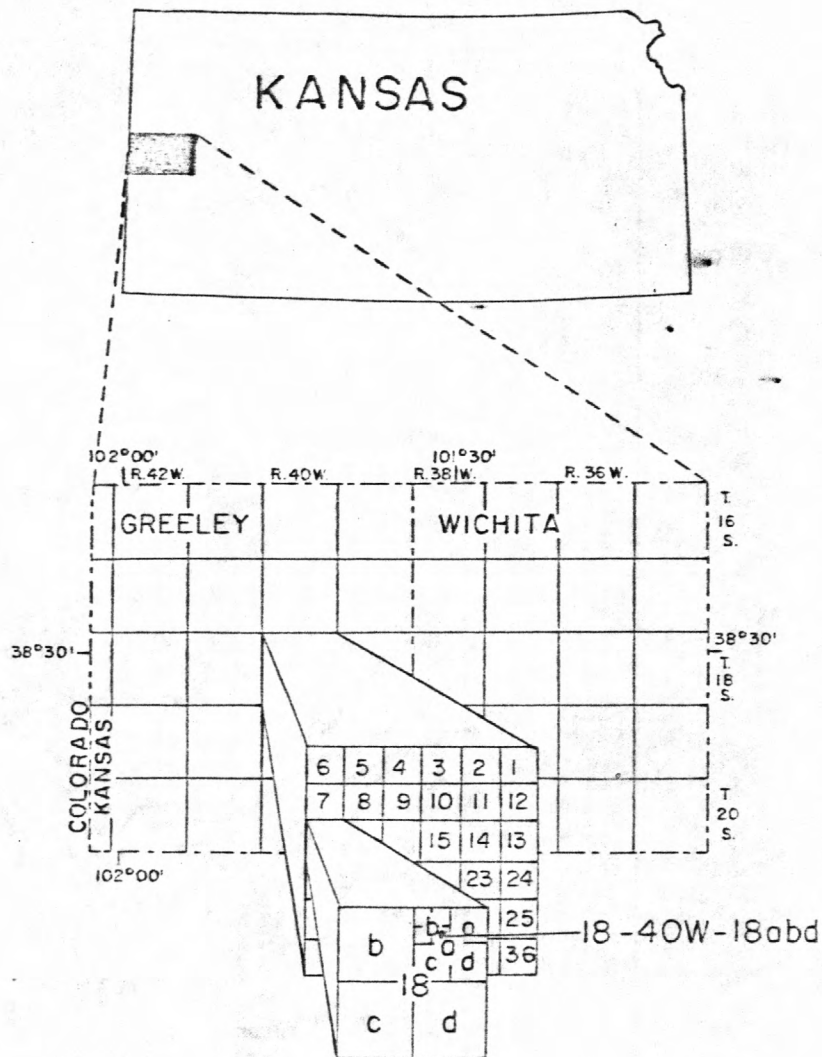 KANSAS
102°00' 101°30'
R.42W. R.40W. R.38W. R.36W.
GREELEY WICHITA
T.
16
S.
38°30' 38°30'
T.
18
S.
COLORADO
KANSAS
6 5 4 3 2 1
7 8 9 10 11 12
T.
20
S.
15 14 13
102°00'
23 24
b a 25
b a 18-40W-18abd
c d 36
18
c d